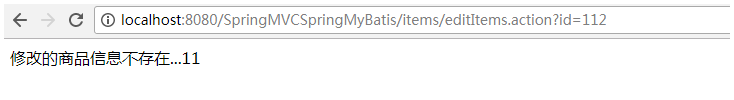 localhost:8080/SpringMVCSpringMyBatis/items/editItems.action?id=112
修改的商品信息不存在...11